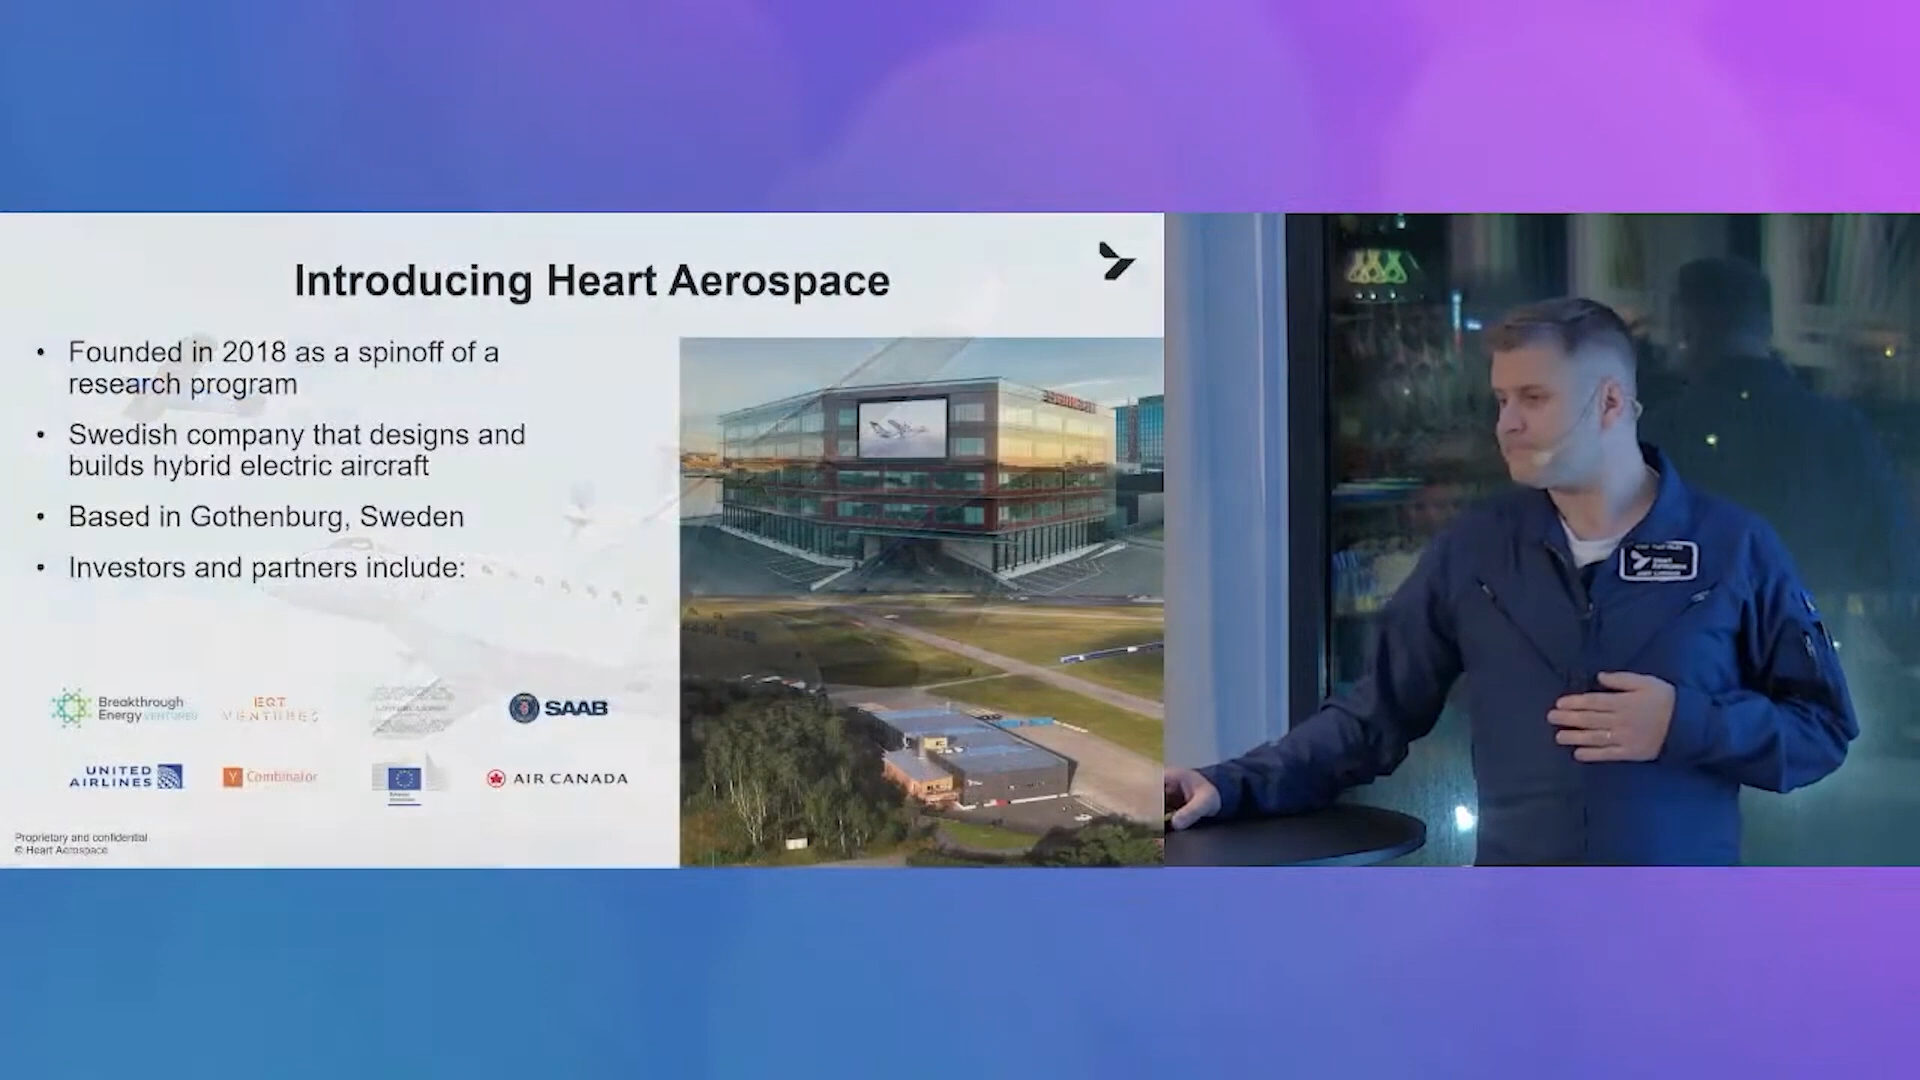 Introducing Heart Aerospace
• Founded in 2018 as a spinoff of a
research program
• Swedish company that designs and
builds hybrid electric aircraft
• Based in Gothenburg, Sweden
• Investors and partners include:
Breakthrough
Energy VENTURES
EQT
VENTURES
SAAB
UNITED
AIRLINES
Y Combinator
AIR CANADA
Proprietary and confidential
© Heart Aerospace